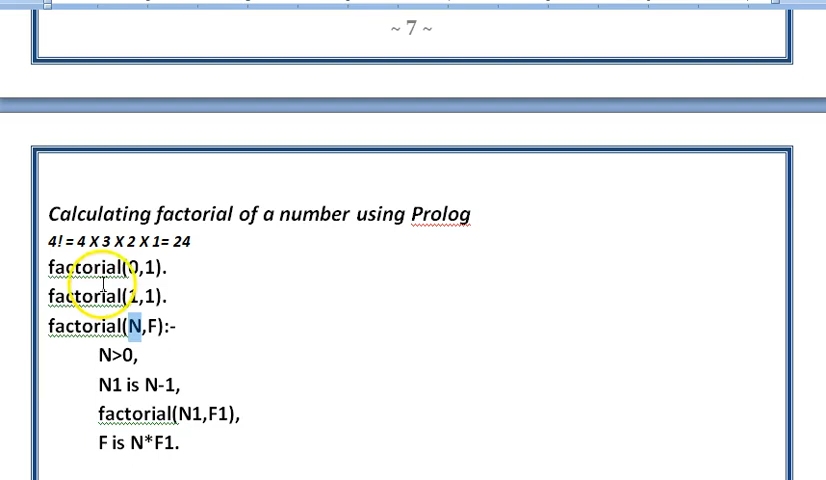 ~ 7 ~
Calculating factorial of a number using Prolog
4! = 4 X 3 X 2 X 1= 24
factorial(0,1).
factorial(1,1).
factorial(N,F):-
N>0,
N1 is N-1,
factorial(N1,F1),
F is N*F1.